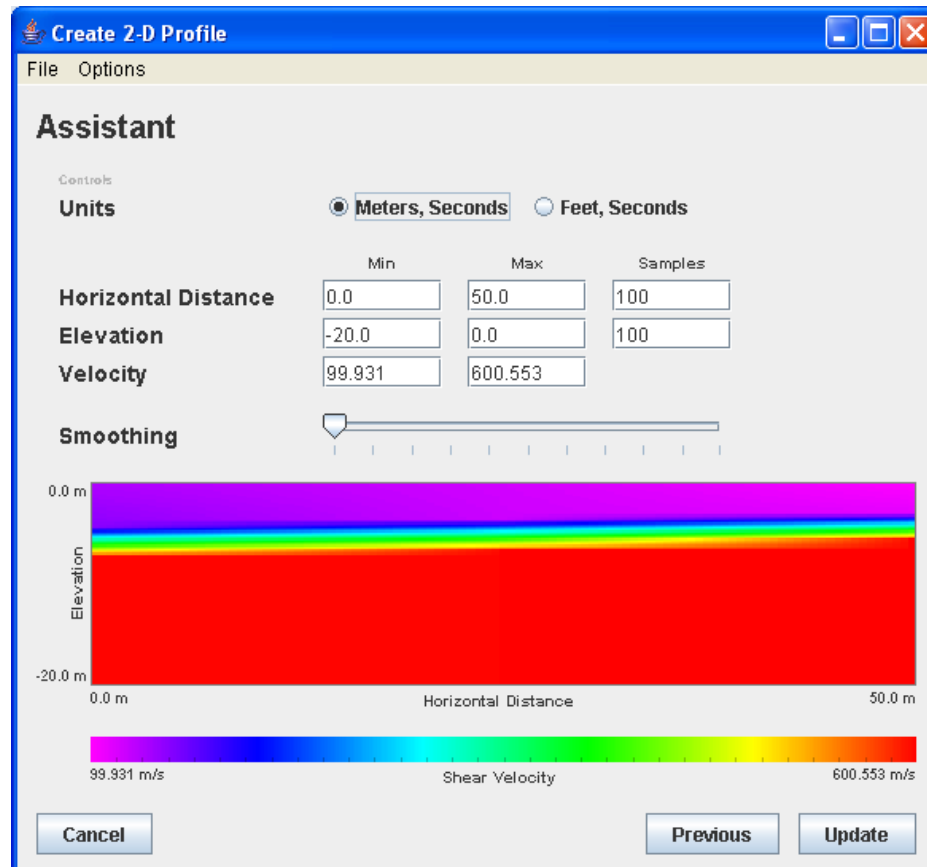 Create 2-D Profile
File Options
Assistant
Controls
Units Meters, Seconds Feet, Seconds
Min Max Samples
Horizontal Distance 0.0 50.0 100
Elevation -20.0 0.0 100
Velocity 99.931 600.553
Smoothing
0.0 m
Elevation
-20.0 m
0.0 m Horizontal Distance 50.0 m
99.931 m/s Shear Velocity 600.553 m/s
Cancel Previous Update